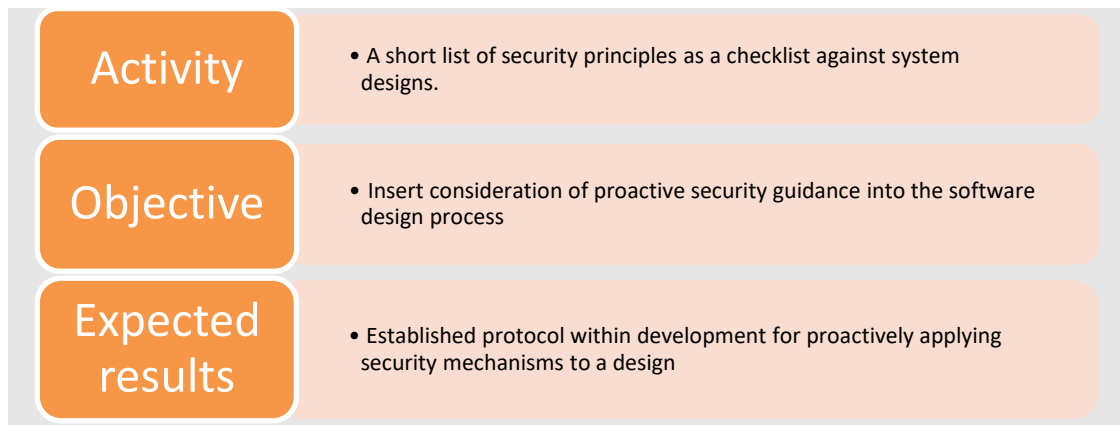 Activity
• A short list of security principles as a checklist against system
designs.
Objective
• Insert consideration of proactive security guidance into the software
design process
Expected
results
• Established protocol within development for proactively applying
security mechanisms to a design